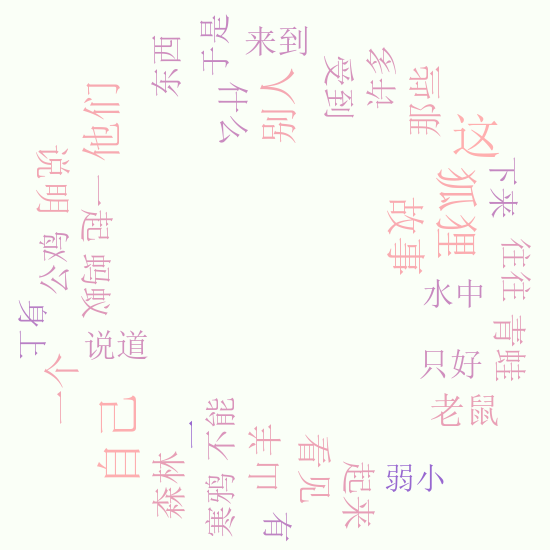 东西
于是
来到
什么
别人
受到
许多
这
他们
说明
一起
狐狸
下来
故事
往往
公鸡
蚂蚁
水中
身上
说道
青蛙
只好
一个
老鼠
自己
一
不能
山羊
看见
森林
寒鸦
起来
弱小
有